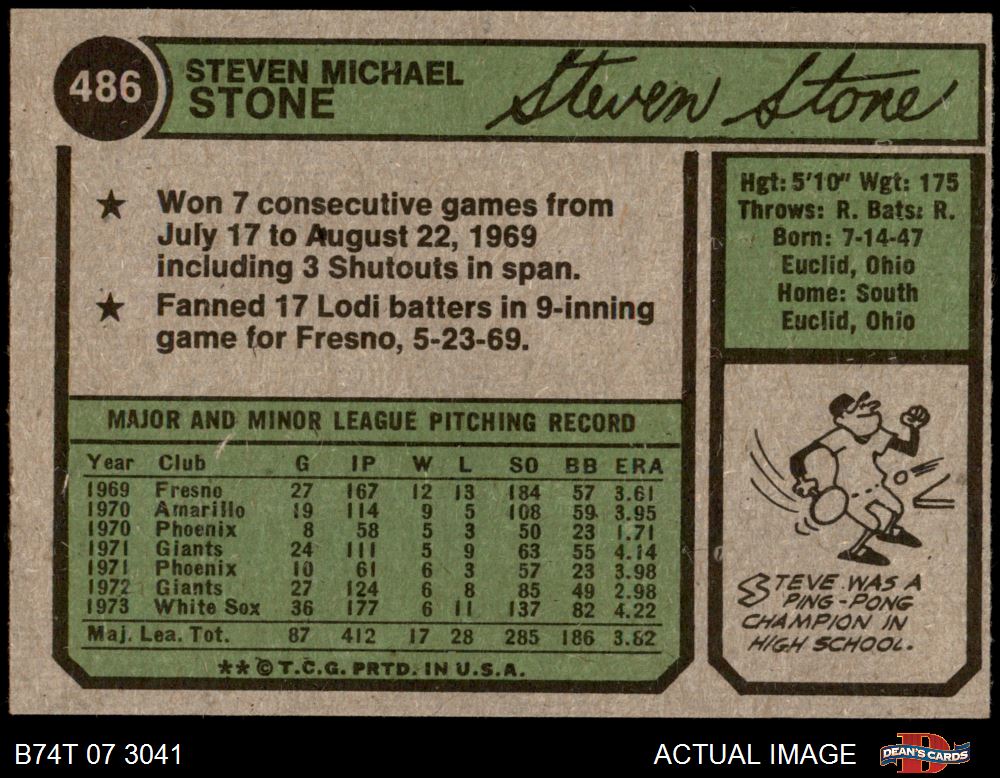 486
STEVEN MICHAEL
STONE
Steven Stone
★ Won 7 consecutive games from
July 17 to August 22, 1969
including 3 Shutouts in span.
★ Fanned 17 Lodi batters in 9-inning
game for Fresno, 5-23-69.
Hgt: 5'10" Wgt: 175
Throws: R. Bats: R.
Born: 7-14-47
Euclid, Ohio
Home: South
Euclid, Ohio
MAJOR AND MINOR LEAGUE PITCHING RECORD
Year Club G IP W L SO BB ERA
1969 Fresno 27 167 12 13 184 57 3.61
1970 Amarillo 19 114 9 5 108 59 3.95
1970 Phoenix 8 58 5 3 50 23 1.71
1971 Giants 24 111 5 9 63 55 4.14
1971 Phoenix 10 61 6 3 57 23 3.98
1972 Giants 27 124 6 8 85 49 2.98
1973 White Sox 36 177 6 11 137 82 4.22
Maj. Lea. Tot. 87 412 17 28 285 186 3.82
**© T.C.G. PRTD. IN U.S.A.
STEVE WAS A
PING-PONG
CHAMPION IN
HIGH SCHOOL.
B74T 07 3041
ACTUAL IMAGE
D
DEAN'S CARDS